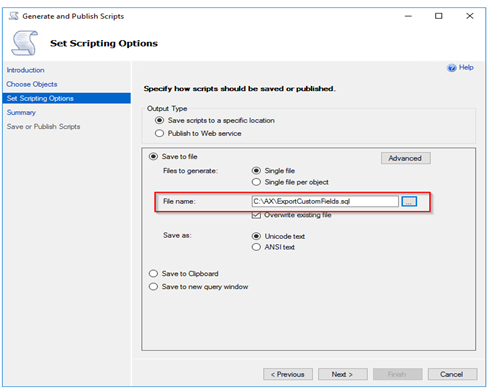 Generate and Publish Scripts
Set Scripting Options
Introduction
Choose Objects
Set Scripting Options
Summary
Save or Publish Scripts
Help
Specify how scripts should be saved or published.
Output Type
Save scripts to a specific location
Publish to Web service
Save to file
Advanced
Files to generate:
Single file
Single file per object
File name:
C:\AX\ExportCustomFields.sql
...
Overwrite existing file
Save as:
Unicode text
ANSI text
Save to Clipboard
Save to new query window
< Previous
Next >
Finish
Cancel